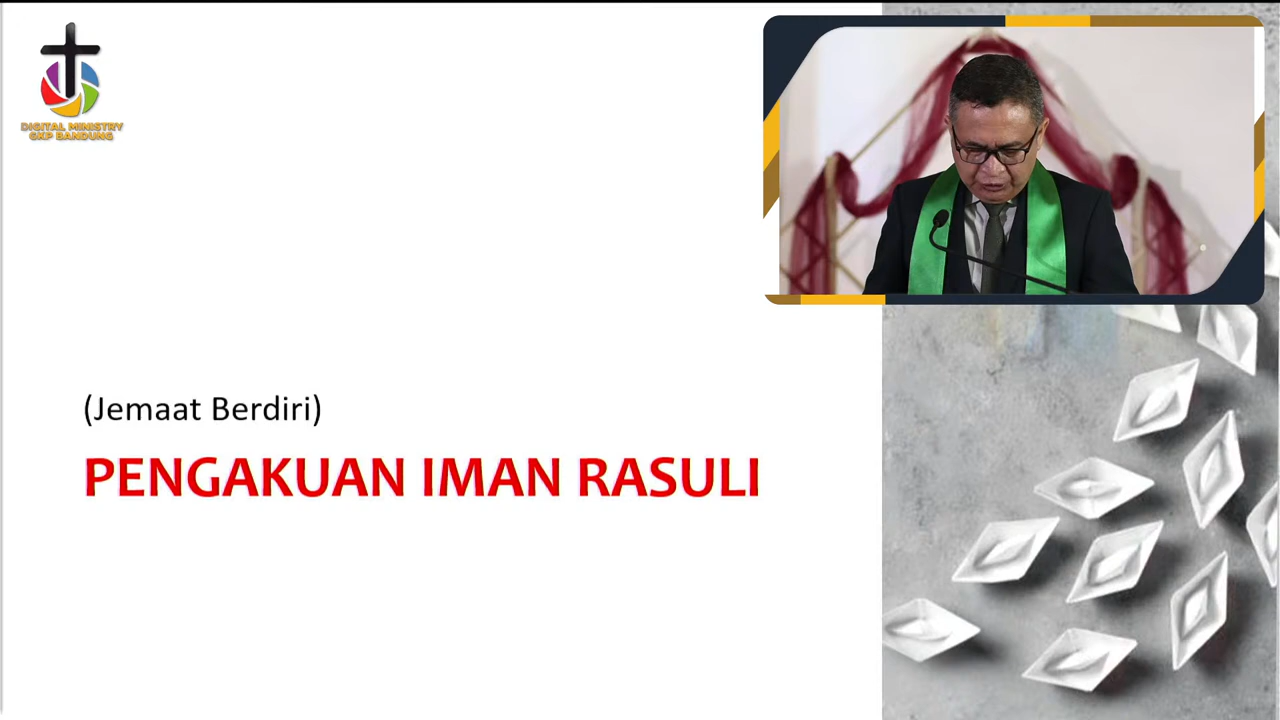 DIGITAL MINISTRY
GKP BANDUNG
(Jemaat Berdiri)
PENGAKUAN IMAN RASULI